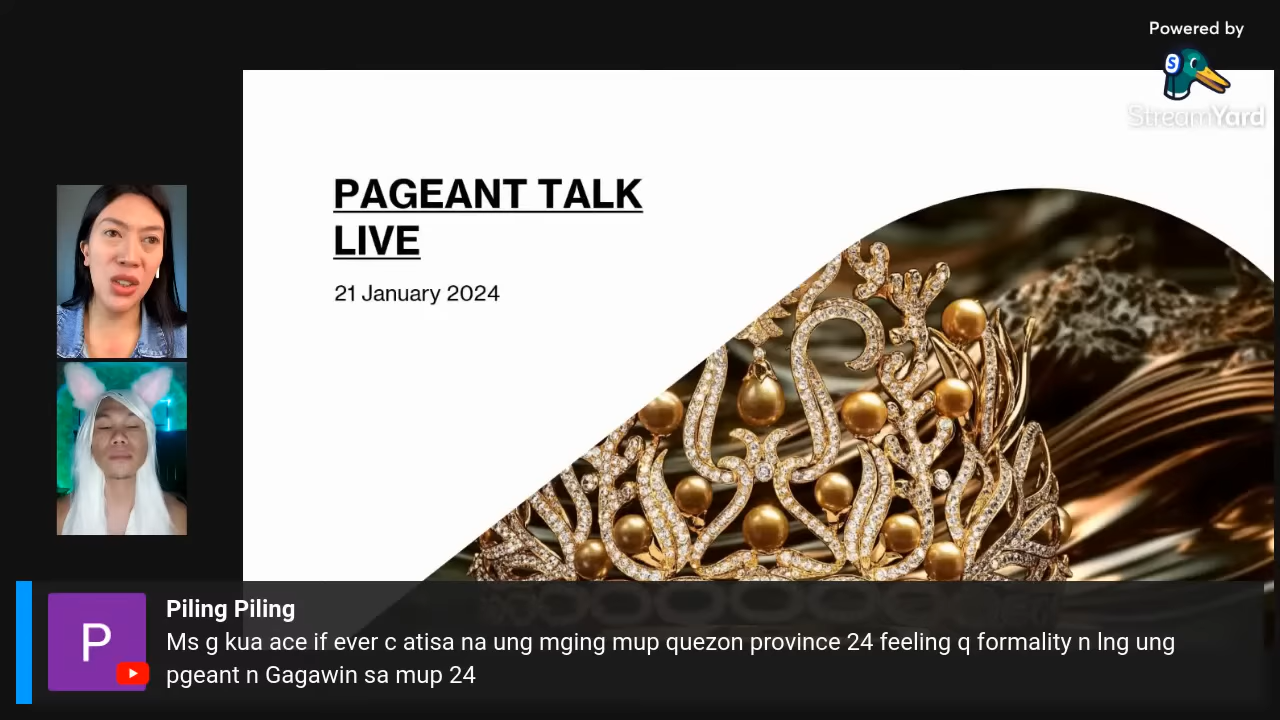 Powered by
S
StreamYard
PAGEANT TALK
LIVE
21 January 2024
P
Piling Piling
Ms g kua ace if ever c atisa na ung mging mup quezon province 24 feeling q formality n lng ung
pgeant n Gagawin sa mup 24